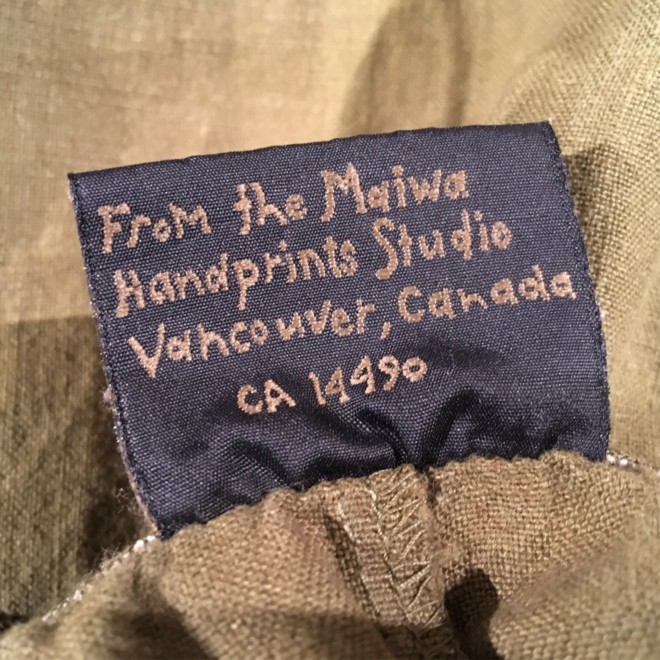 From the Maiwa
Handprints Studio
Vancouver, Canada
CA 14490